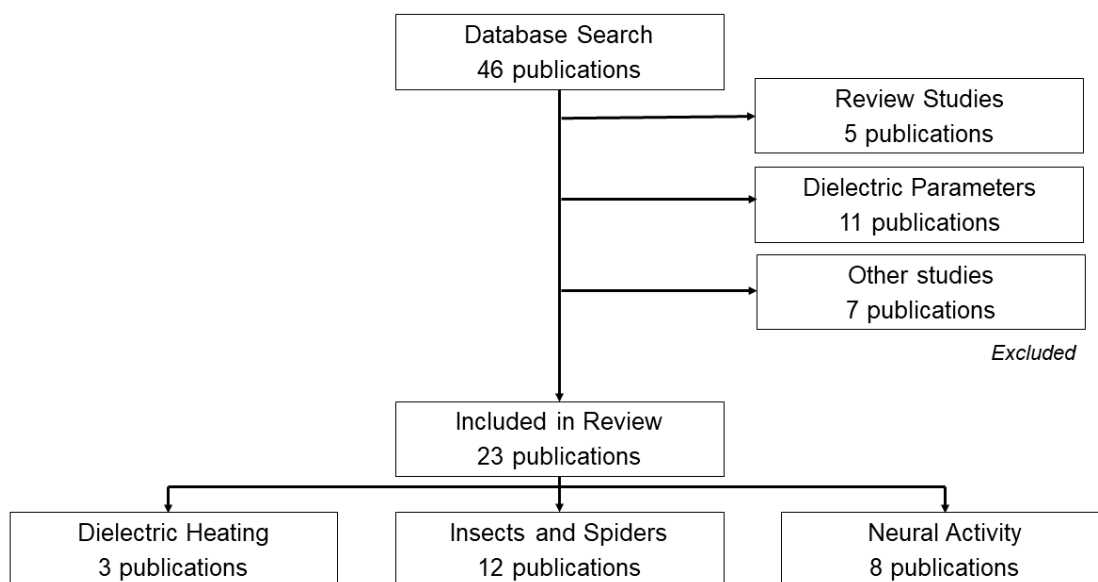 Database Search
46 publications
Review Studies
5 publications
Dielectric Parameters
11 publications
Other studies
7 publications
Excluded
Included in Review
23 publications
Dielectric Heating
3 publications
Insects and Spiders
12 publications
Neural Activity
8 publications